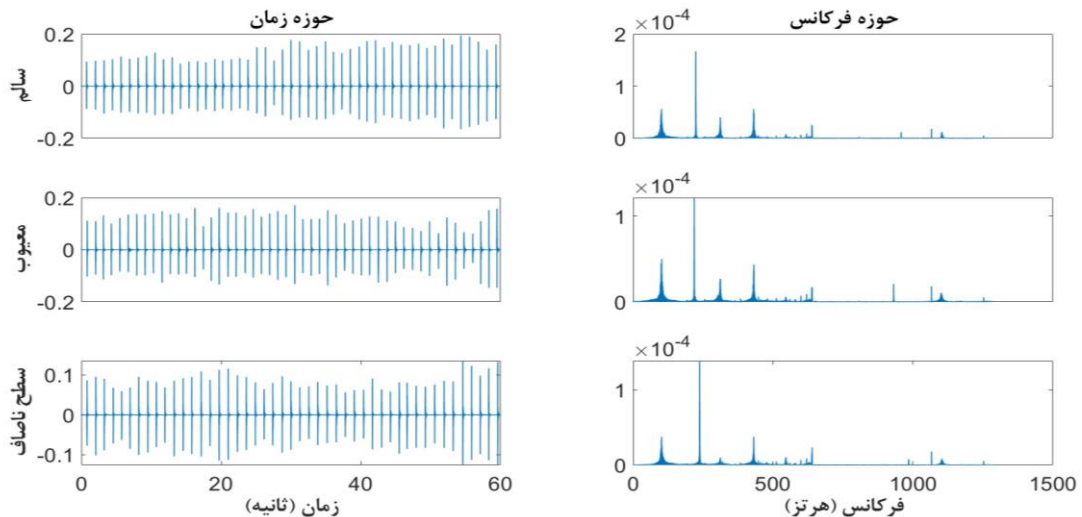 حوزه زمان
حوزه فرکانس
سالم
0.2
0
-0.2
×10⁻⁴
2
1
0
معیوب
0.2
0
-0.2
×10⁻⁴
1
0
سطح ناصاف
0.1
0
-0.1
0 20 40 60
زمان (ثانیه)
×10⁻⁴
1
0
0 500 1000 1500
فرکانس (هرتز)